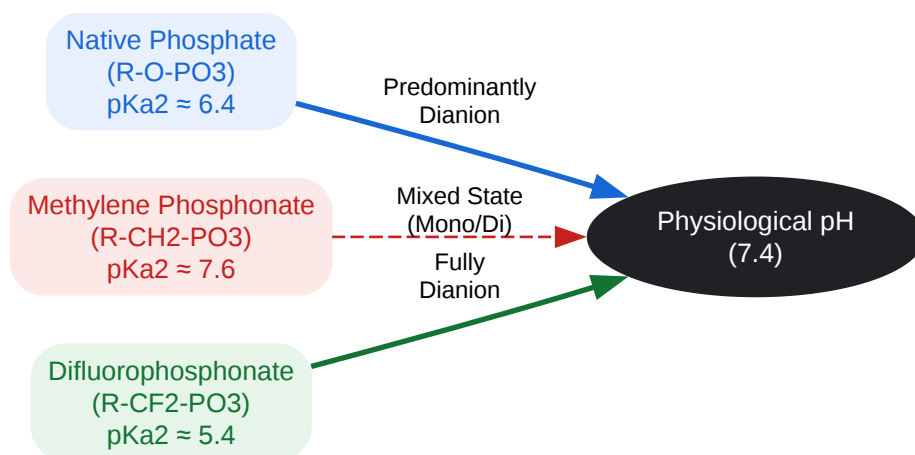 Native Phosphate
(R-O-PO3)
pKa2 ≈ 6.4
Predominantly
Dianion
Methylene Phosphonate
(R-CH2-PO3)
pKa2 ≈ 7.6
Mixed State
(Mono/Di)
Physiological pH
(7.4)
Fully
Dianion
Difluorophosphonate
(R-CF2-PO3)
pKa2 ≈ 5.4